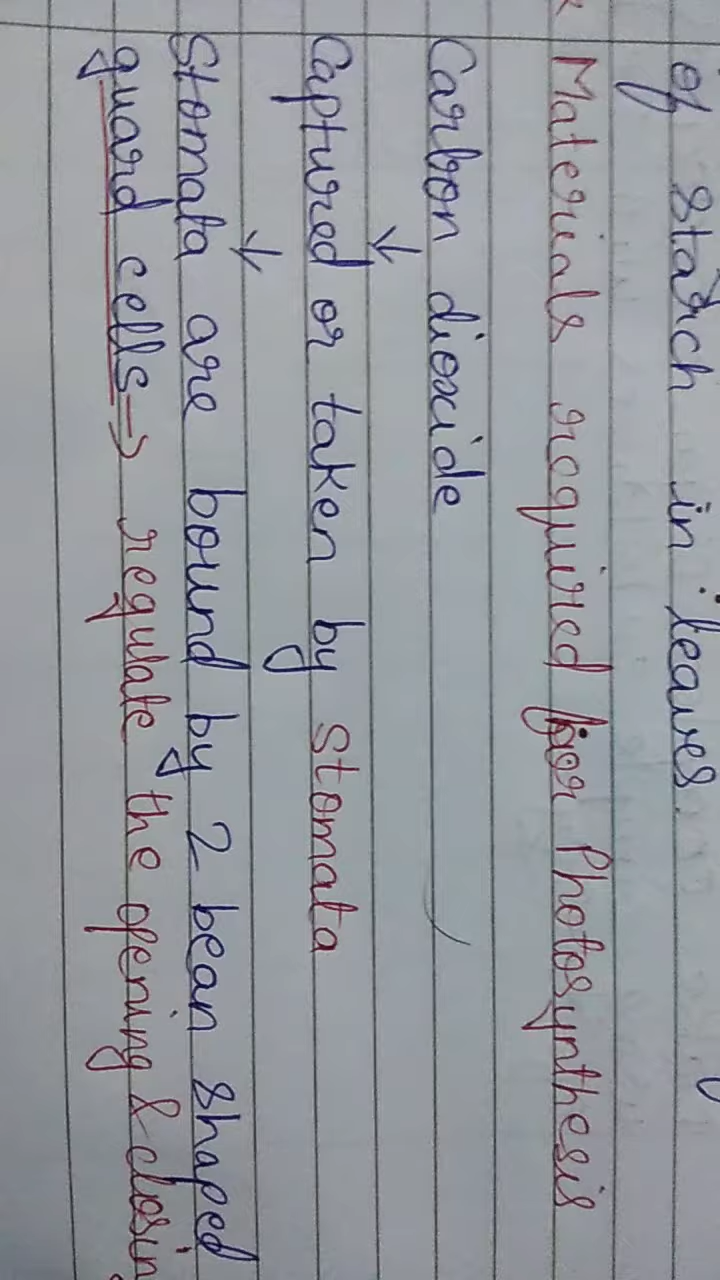 of starch in leaves.
* Materials required for Photosynthesis
Carbon dioxide
↓
Captured or taken by stomata
↓
Stomata are bound by 2 bean shaped
guard cells → regulate the opening & closin